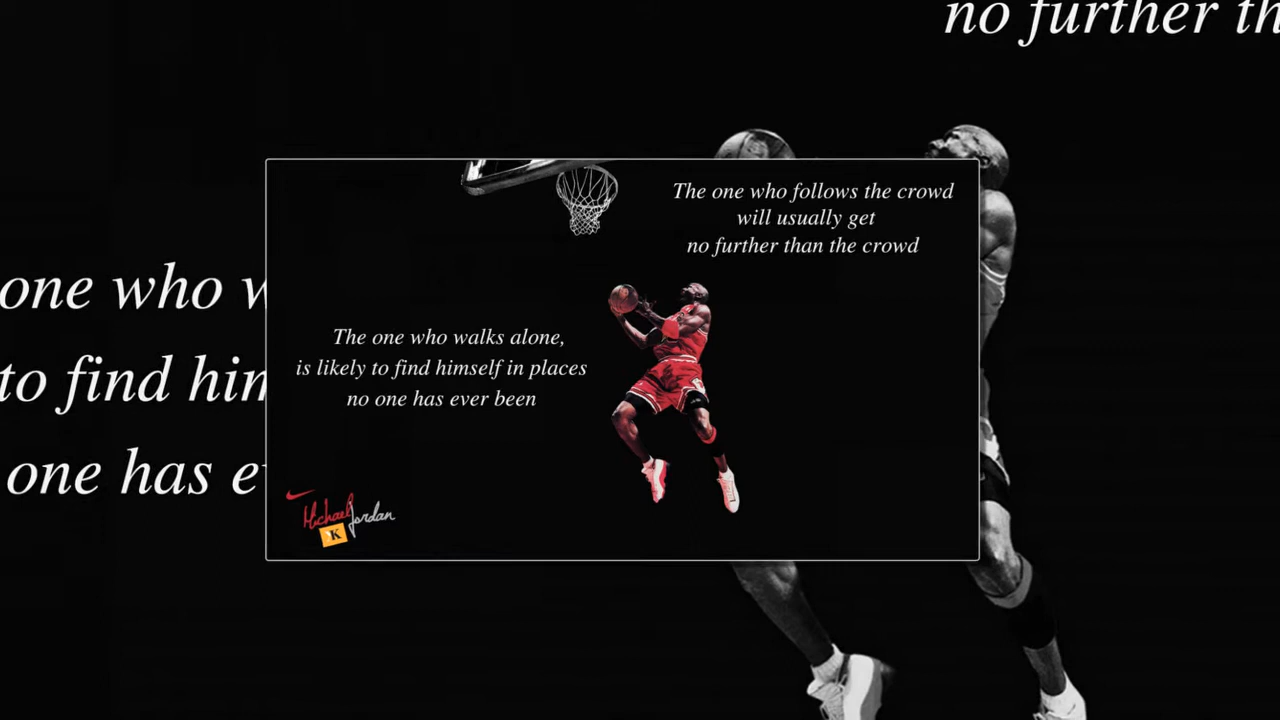 no further th
The one who follows the crowd
will usually get
no further than the crowd
one who w
to find him
one has ev
The one who walks alone,
is likely to find himself in places
no one has ever been
Michael Jordan
K